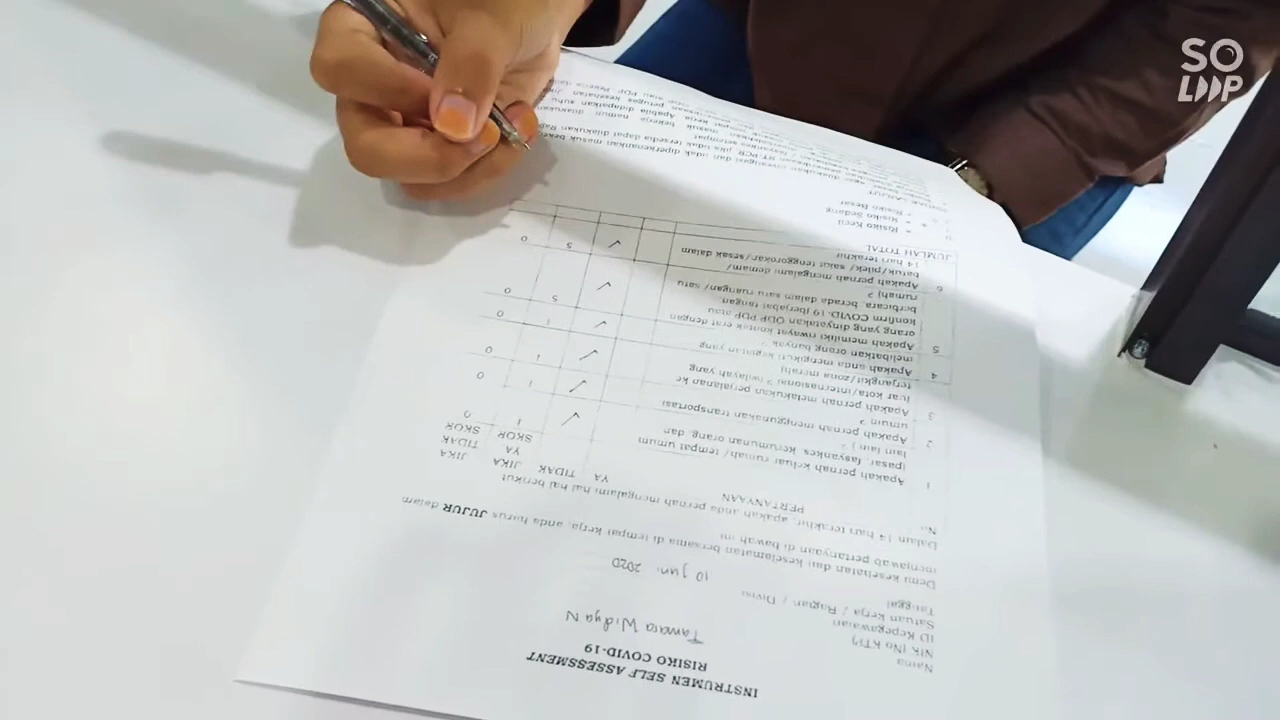 SO
LOOP
INSTRUMEN SELF ASSESSMENT
RISIKO COVID-19
Nama Tamara Widya N
NIK (No KTP)
ID Kepegawaian
Satuan kerja / Bagian / Divisi
Tanggal 10 Juni 2020
Demi kesehatan dan keselamatan bersama di tempat kerja, anda harus JUJUR dalam
menjawab pertanyaan di bawah ini
Dalam 14 hari terakhir, apakah anda pernah mengalami hal hal berikut
No PERTANYAAN YA TIDAK JIKA YA SKOR JIKA TIDAK SKOR
1 Apakah pernah keluar rumah/ tempat umum ✓ 1 0
(pasar, fasyankes, kerumunan orang, dan
lain lain) ?
2 Apakah pernah menggunakan transportasi ✓ 1 0
umum ?
3 Apakah pernah melakukan perjalanan ke ✓ 1 0
luar kota/internasional ? (wilayah yang
terjangkit/zona merah)
4 Apakah anda mengikuti kegiatan yang ✓ 1 0
melibatkan orang banyak ?
5 Apakah memiliki riwayat kontak erat dengan ✓ 5 0
orang yang dinyatakan ODP PDP atau
konfirm COVID-19 (berjabat tangan,
berbicara, berada dalam satu ruangan/ satu
rumah) ?
6 Apakah pernah mengalami demam/ ✓ 5 0
batuk/pilek/ sakit tenggorokan/sesak dalam
14 hari terakhir
JUMLAH TOTAL
Risiko Kecil
Risiko Sedang
Risiko Besar